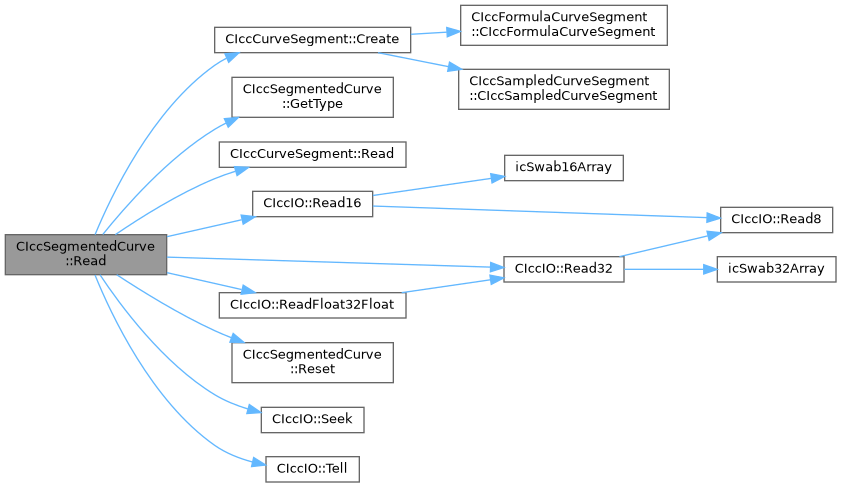 CIccCurveSegment::Create
CIccFormulaCurveSegment
::CIccFormulaCurveSegment
CIccSampledCurveSegment
::CIccSampledCurveSegment
CIccSegmentedCurve
::GetType
CIccCurveSegment::Read
icSwab16Array
CIccIO::Read16
CIccIO::Read8
CIccSegmentedCurve
::Read
CIccIO::Read32
icSwab32Array
CIccIO::ReadFloat32Float
CIccSegmentedCurve
::Reset
CIccIO::Seek
CIccIO::Tell